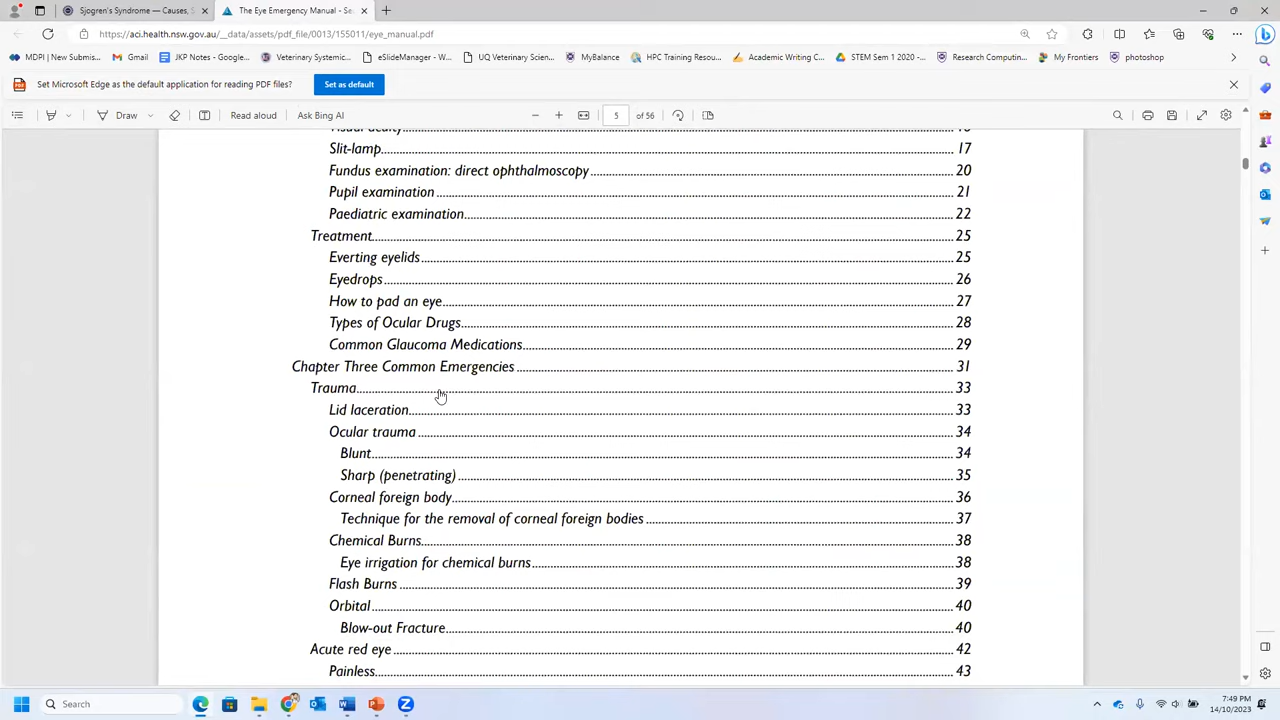 Sjogren's Syndrome — Causes, S
The Eye Emergency Manual - Sec
https://aci.health.nsw.gov.au/__data/assets/pdf_file/0013/155011/eye_manual.pdf
MDPI | New Submis...
Gmail
JKP Notes - Google...
Veterinary Systemic...
eSlideManager - W...
UQ Veterinary Scien...
MyBalance
HPC Training Resou...
Academic Writing C...
STEM Sem 1 2020 -...
Research Computin...
My Frontiers
photoshop
Set Microsoft Edge as the default application for reading PDF files?
Set as default
Draw
Read aloud
Ask Bing AI
5 of 56
Visual acuity 16
Slit-lamp 17
Fundus examination: direct ophthalmoscopy 20
Pupil examination 21
Paediatric examination 22
Treatment 25
Everting eyelids 25
Eyedrops 26
How to pad an eye 27
Types of Ocular Drugs 28
Common Glaucoma Medications 29
Chapter Three Common Emergencies 31
Trauma 33
Lid laceration 33
Ocular trauma 34
Blunt 34
Sharp (penetrating) 35
Corneal foreign body 36
Technique for the removal of corneal foreign bodies 37
Chemical Burns 38
Eye irrigation for chemical burns 38
Flash Burns 39
Orbital 40
Blow-out Fracture 40
Acute red eye 42
Painless 43
Search
7:49 PM
14/10/2023